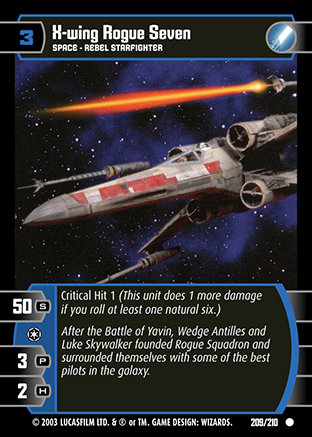 3
X-wing Rogue Seven
SPACE - REBEL STARFIGHTER
50 S
Critical Hit 1 (This unit does 1 more damage
if you roll at least one natural six.)
After the Battle of Yavin, Wedge Antilles and
Luke Skywalker founded Rogue Squadron and
surrounded themselves with some of the best
pilots in the galaxy.
3 P
2 H
© 2003 LUCASFILM LTD. & ® or TM. GAME DESIGN: WIZARDS. 209/210